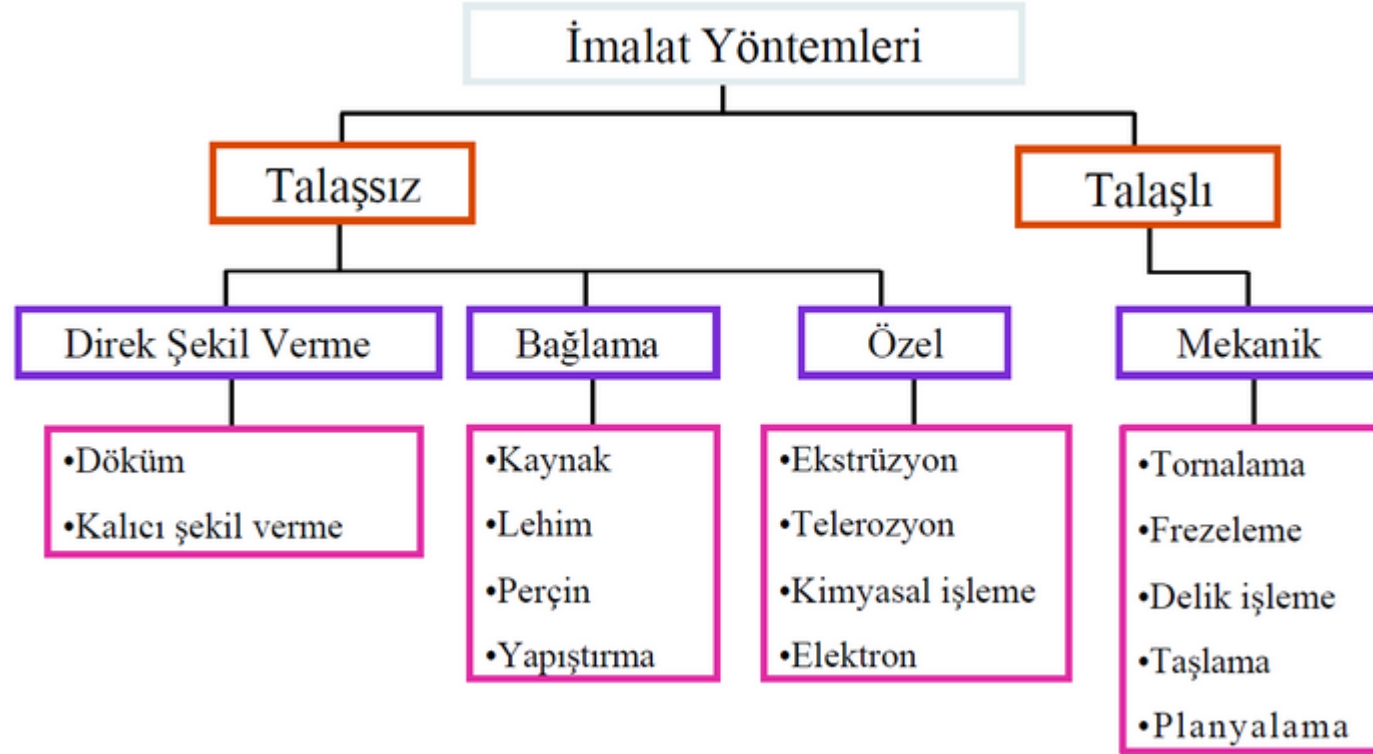 İmalat Yöntemleri
Talaşsız
Talaşlı
Direk Şekil Verme
Bağlama
Özel
Mekanik
•Döküm
•Kalıcı şekil verme
•Kaynak
•Lehim
•Perçin
•Yapıştırma
•Ekstrüzyon
•Telerozyon
•Kimyasal işleme
•Elektron
•Tornalama
•Frezeleme
•Delik işleme
•Taşlama
•Planyalama